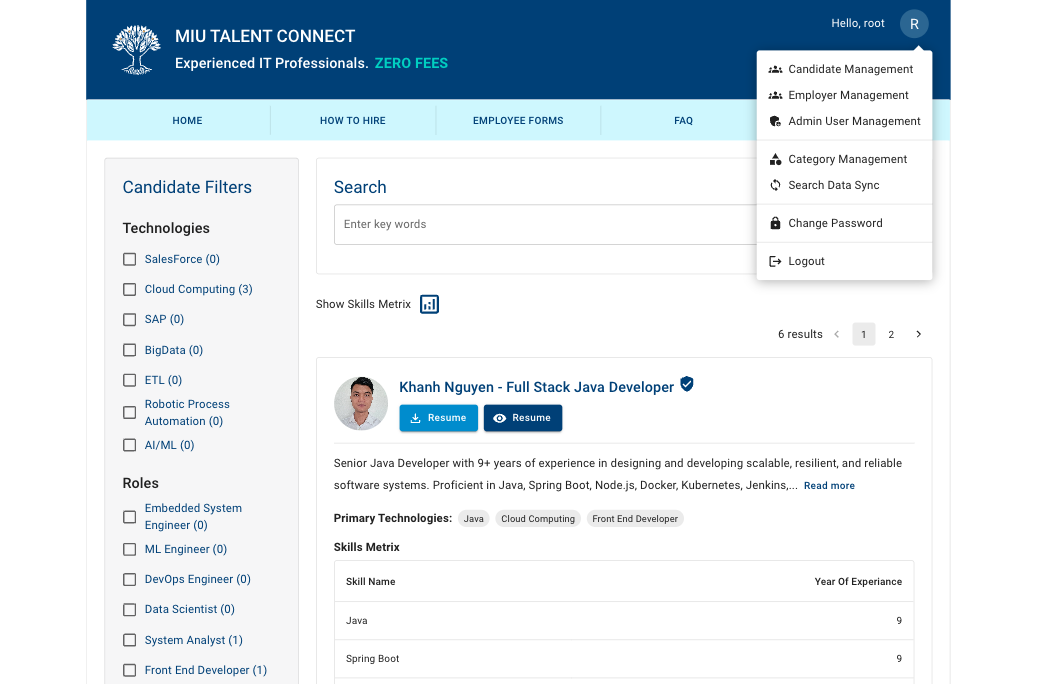 MIU TALENT CONNECT
Experienced IT Professionals. ZERO FEES
Hello, root
R
Candidate Management
Employer Management
Admin User Management
Category Management
Search Data Sync
Change Password
Logout
HOME
HOW TO HIRE
EMPLOYEE FORMS
FAQ
Candidate Filters
Technologies
SalesForce (0)
Cloud Computing (3)
SAP (0)
BigData (0)
ETL (0)
Robotic Process
Automation (0)
AI/ML (0)
Roles
Embedded System
Engineer (0)
ML Engineer (0)
DevOps Engineer (0)
Data Scientist (0)
System Analyst (1)
Front End Developer (1)
Search
Enter key words
Show Skills Metrix
6 results
1
2
Khanh Nguyen - Full Stack Java Developer
Resume
Resume
Senior Java Developer with 9+ years of experience in designing and developing scalable, resilient, and reliable
software systems. Proficient in Java, Spring Boot, Node.js, Docker, Kubernetes, Jenkins,... Read more
Primary Technologies: Java Cloud Computing Front End Developer
Skills Metrix
Skill Name Year Of Experiance
Java 9
Spring Boot 9